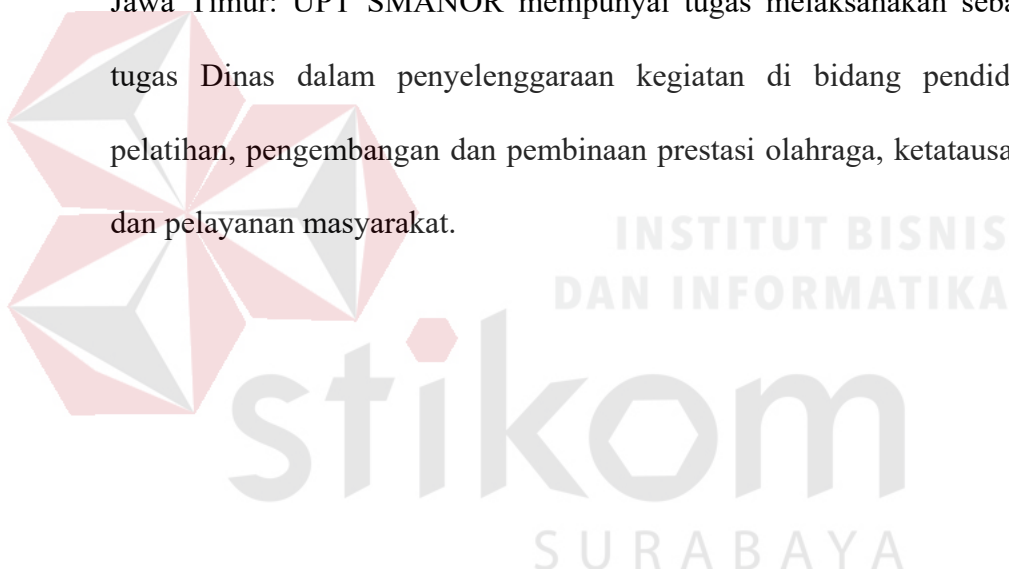 Jawa Timur: UPT SMANOR mempunyai tugas melaksanakan seba
tugas Dinas dalam penyelenggaraan kegiatan di bidang pendid
pelatihan, pengembangan dan pembinaan prestasi olahraga, ketatausa
dan pelayanan masyarakat.
INSTITUT BISNIS
DAN INFORMATIKA
stikom
SURABAYA